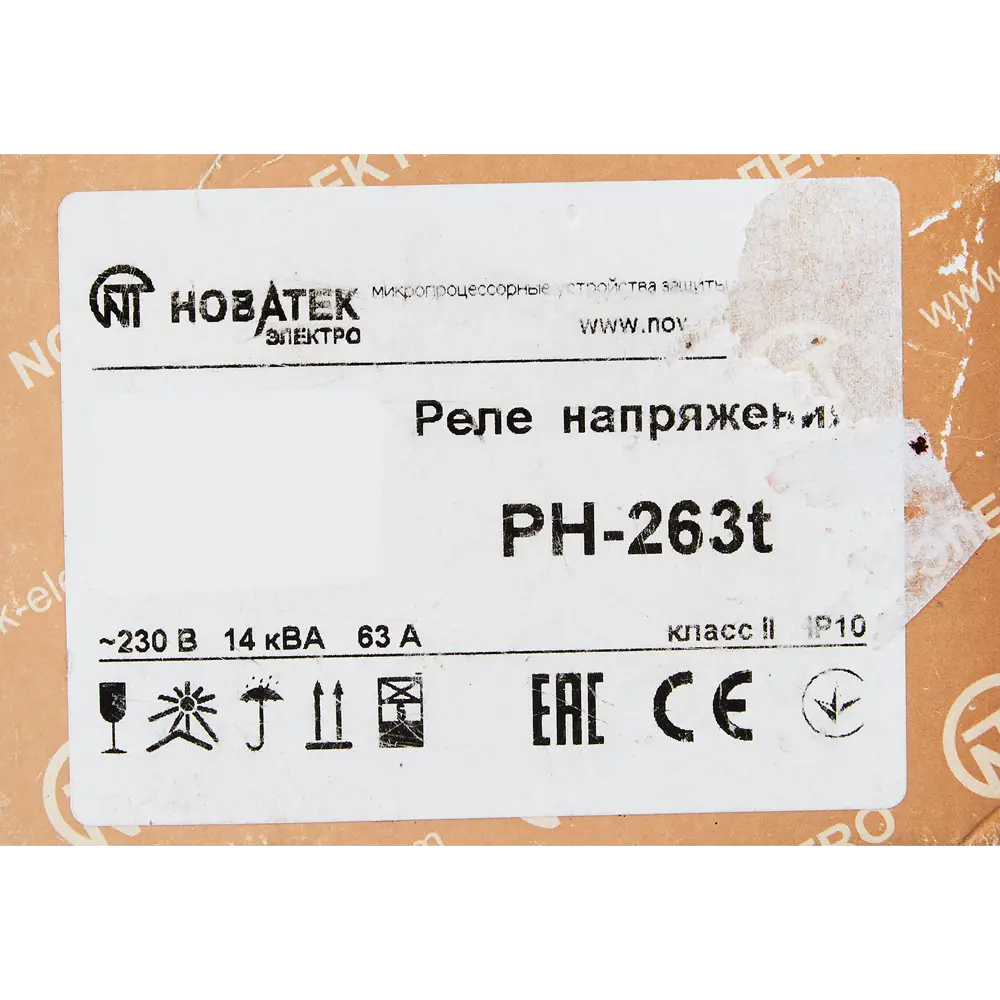 НОВАТЕК
ЭЛЕКТРО
микропроцессорные устройства защиты
www.nov
Реле напряжения
РН-263t
~230 В 14 кВА 63 А
класс II IP10
EAC CE